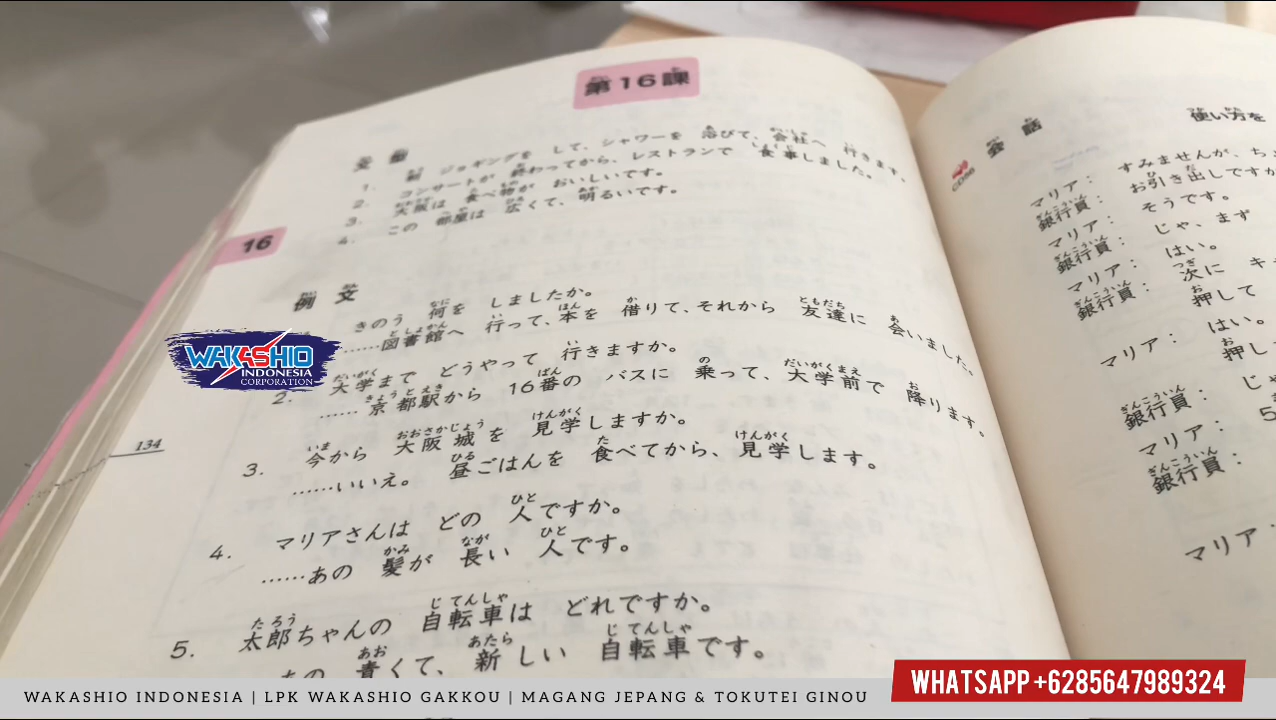 第16課
文型
1. 朝 ジョギングを して、シャワーを 浴びて、会社へ 行きます。
2. コンサートが 終わってから、レストランで 食事しました。
3. 大阪は 食べ物が おいしいです。
4. この 部屋は 広くて、明るいです。
16
例文
きのう 何を しましたか。
……図書館へ 行って、本を 借りて、それから 友達に 会いました。
2. 大学まで どうやって 行きますか。
……京都駅から 16番の バスに 乗って、大学前で 降ります。
3. 今から 大阪城を 見学しますか。
……いいえ。 昼ごはんを 食べてから、見学します。
134
4. マリアさんは どの 人ですか。
……あの 髪が 長い 人です。
5. 太郎ちゃんの 自転車は どれですか。
青くて、 新しい 自転車です。
会話
CD56
使い方を
マリア： すみませんが、ち
銀行員： お引き出しですか
マリア： そうです。
銀行員： じゃ、まず
マリア： はい。
銀行員： 次に キ
押して
マリア： はい。
押し
銀行員： じ
マリア： 5
銀行員：
マリア：
WAKASHIO
INDONESIA
CORPORATION
WAKASHIO INDONESIA | LPK WAKASHIO GAKKOU | MAGANG JEPANG & TOKUTEI GINOU
WHATSAPP +6285647989324